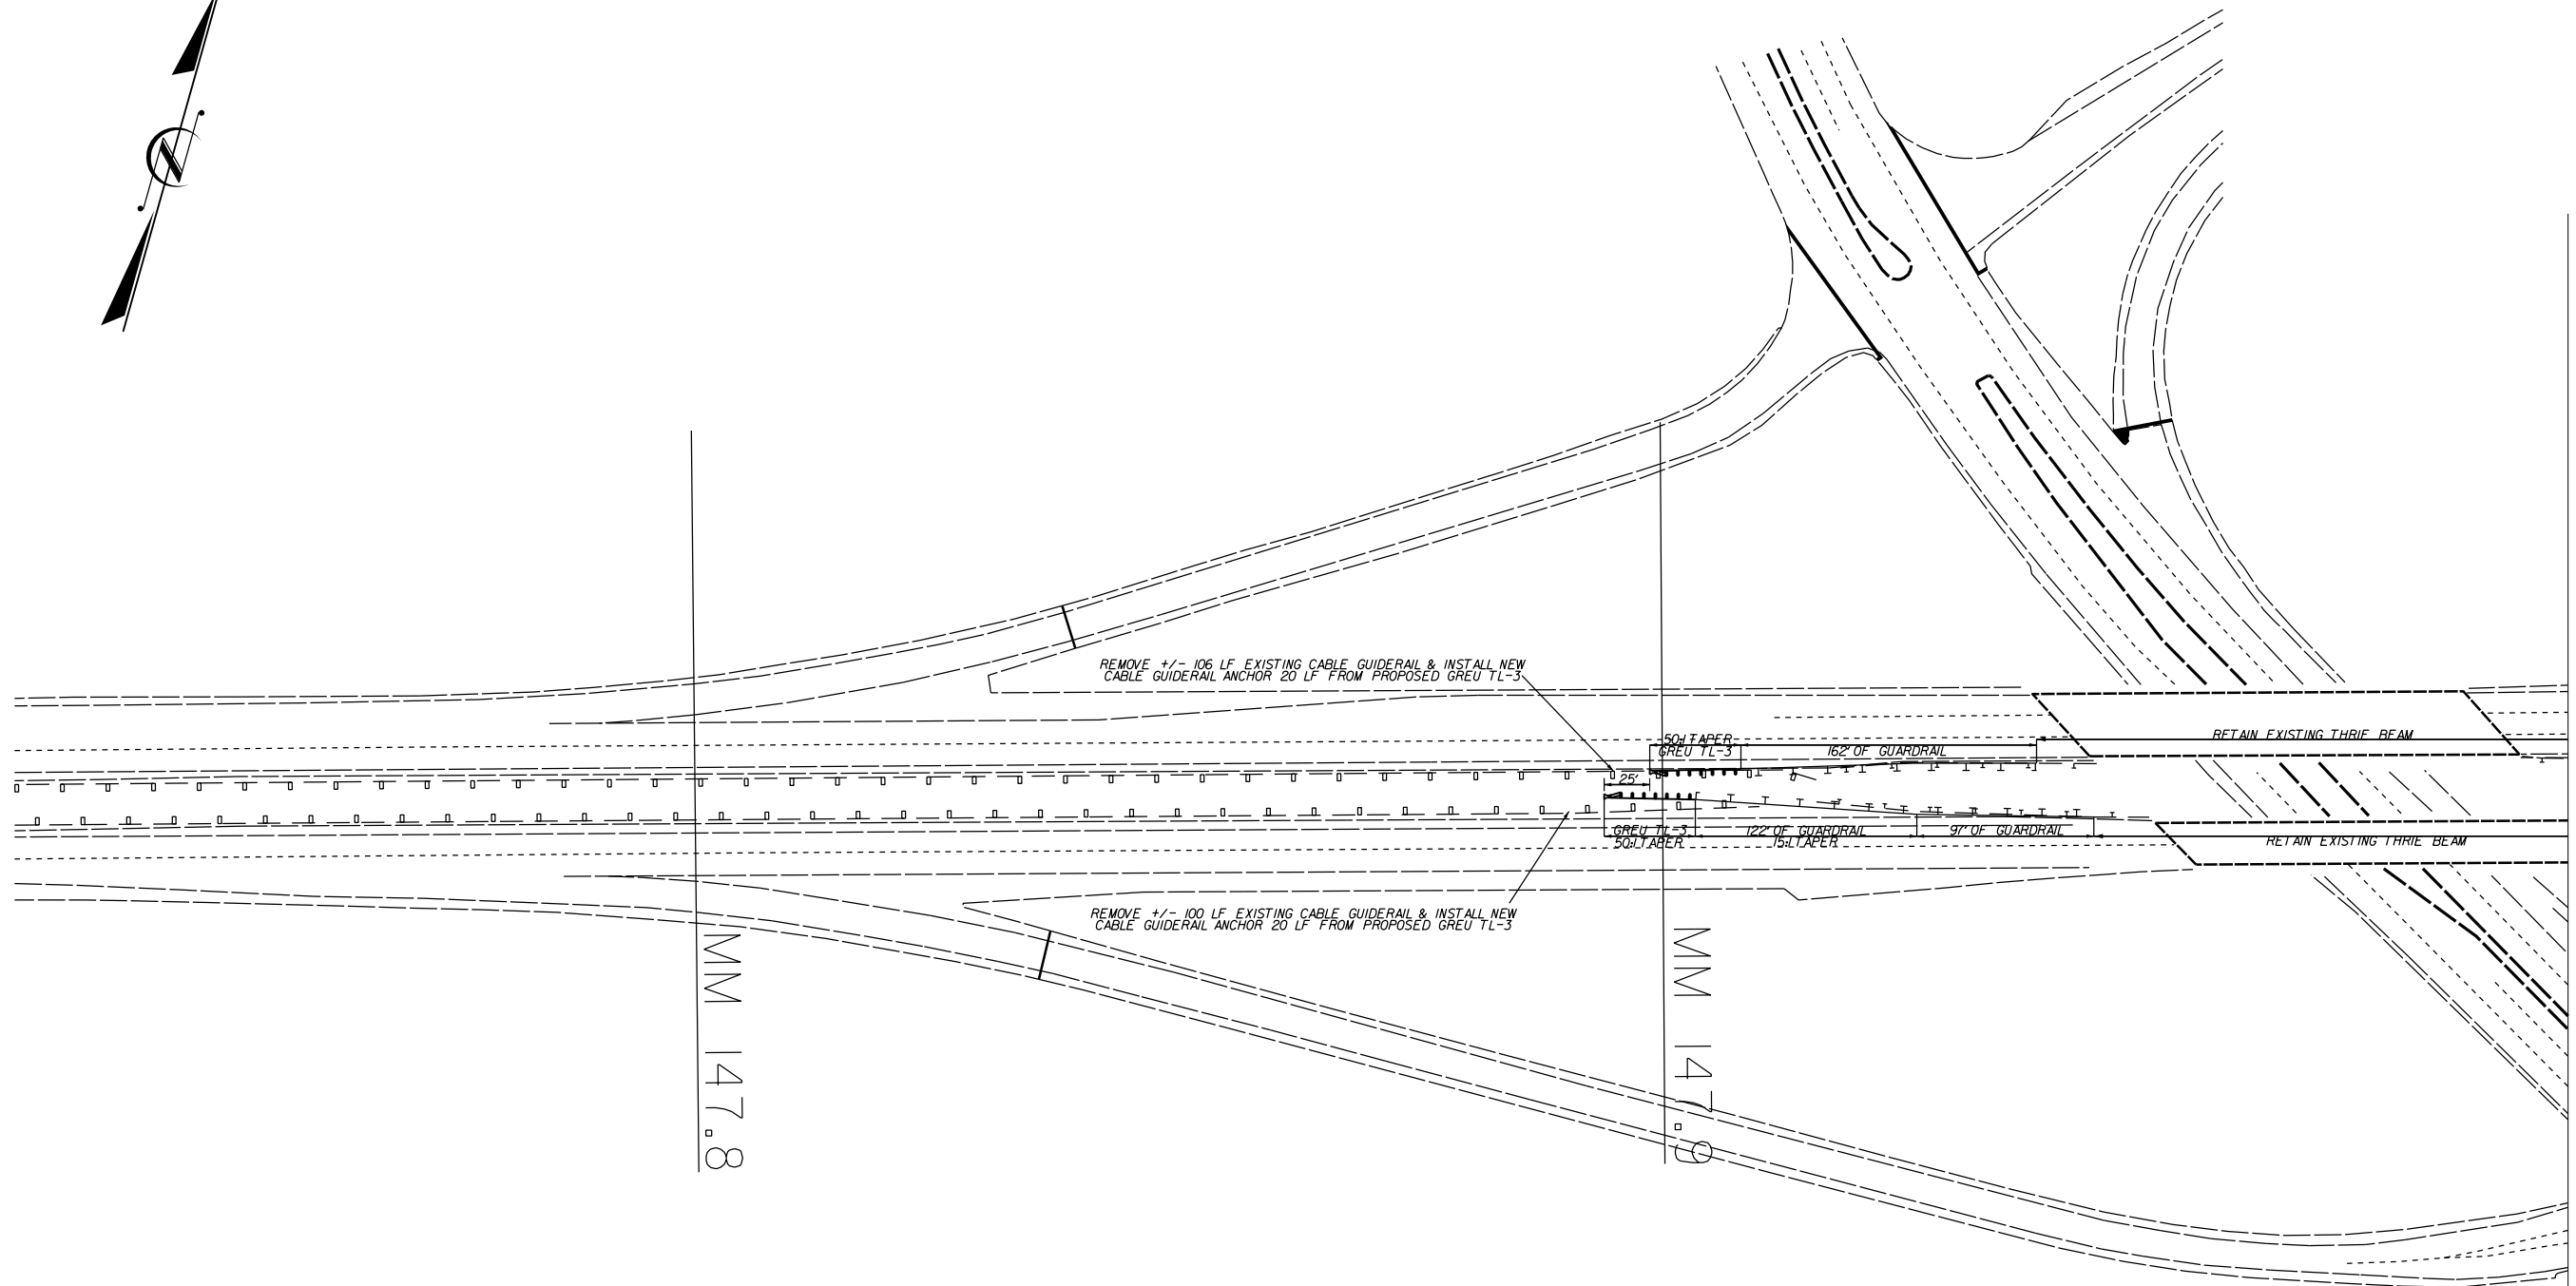 N
REMOVE +/- 106 LF EXISTING CABLE GUIDERAIL & INSTALL NEW
CABLE GUIDERAIL ANCHOR 20 LF FROM PROPOSED GREU TL-3
50:1 TAPER
GREU TL-3
162' OF GUARDRAIL
RETAIN EXISTING THRIE BEAM
25'
GREU TL-3
50:1 TAPER
122' OF GUARDRAIL
15:1 TAPER
97' OF GUARDRAIL
RETAIN EXISTING THRIE BEAM
REMOVE +/- 100 LF EXISTING CABLE GUIDERAIL & INSTALL NEW
CABLE GUIDERAIL ANCHOR 20 LF FROM PROPOSED GREU TL-3
MM 147.8
MM 147.9